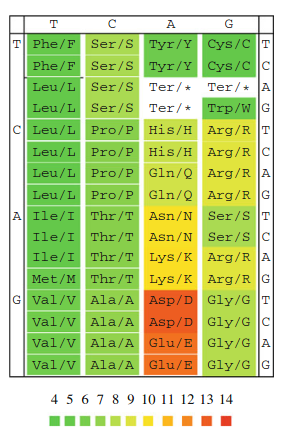 T C A G
T Phe/F Ser/S Tyr/Y Cys/C T
Phe/F Ser/S Tyr/Y Cys/C C
Leu/L Ser/S Ter/* Ter/* A
Leu/L Ser/S Ter/* Trp/W G
C Leu/L Pro/P His/H Arg/R T
Leu/L Pro/P His/H Arg/R C
Leu/L Pro/P Gln/Q Arg/R A
Leu/L Pro/P Gln/Q Arg/R G
A Ile/I Thr/T Asn/N Ser/S T
Ile/I Thr/T Asn/N Ser/S C
Ile/I Thr/T Lys/K Arg/R A
Met/M Thr/T Lys/K Arg/R G
G Val/V Ala/A Asp/D Gly/G T
Val/V Ala/A Asp/D Gly/G C
Val/V Ala/A Glu/E Gly/G A
Val/V Ala/A Glu/E Gly/G G
4 5 6 7 8 9 10 11 12 13 14